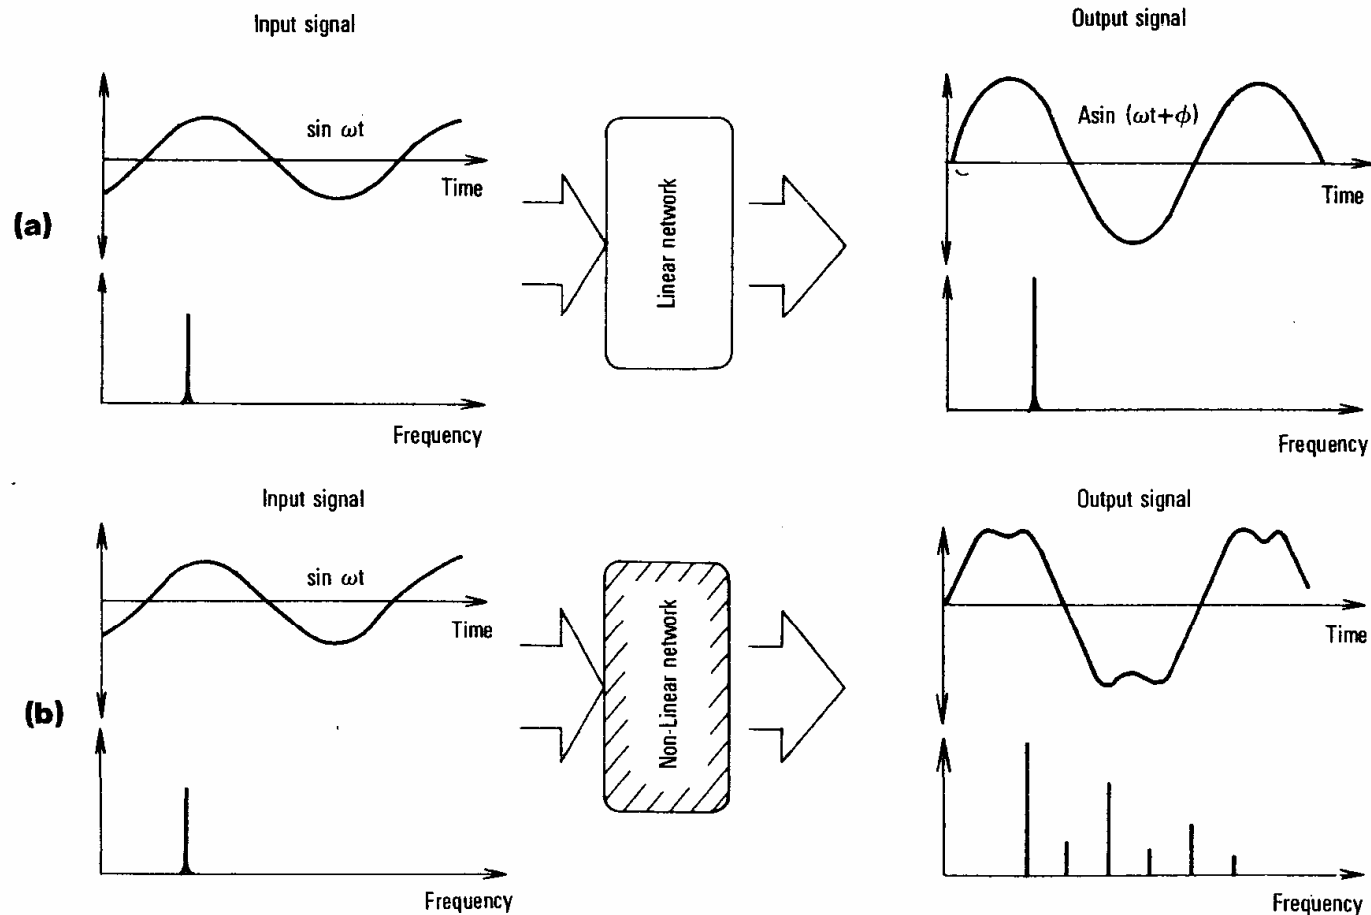 Input signal
Output signal
sin ωt
Asin (ωt+ϕ)
Time
Time
(a)
Linear network
Frequency
Frequency
Input signal
Output signal
sin ωt
Time
Time
(b)
Non-Linear network
Frequency
Frequency